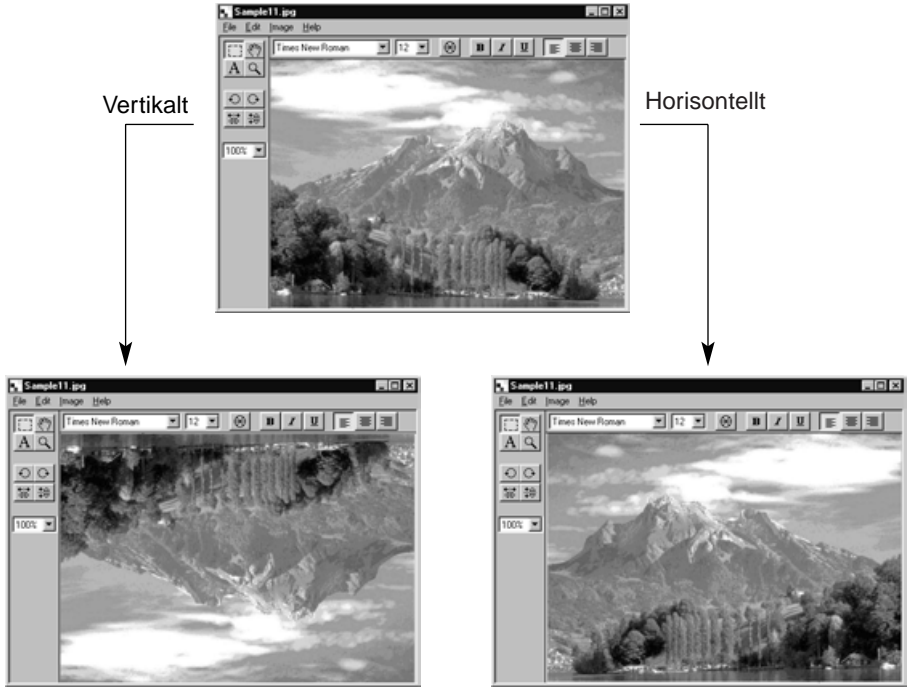 Sample11.jpg
File Edit Image Help
Times New Roman 12 B I U
A
100%
Vertikalt
Horisontellt
Sample11.jpg
File Edit Image Help
Times New Roman 12 B I U
A
100%
Sample11.jpg
File Edit Image Help
Times New Roman 12 B I U
A
100%